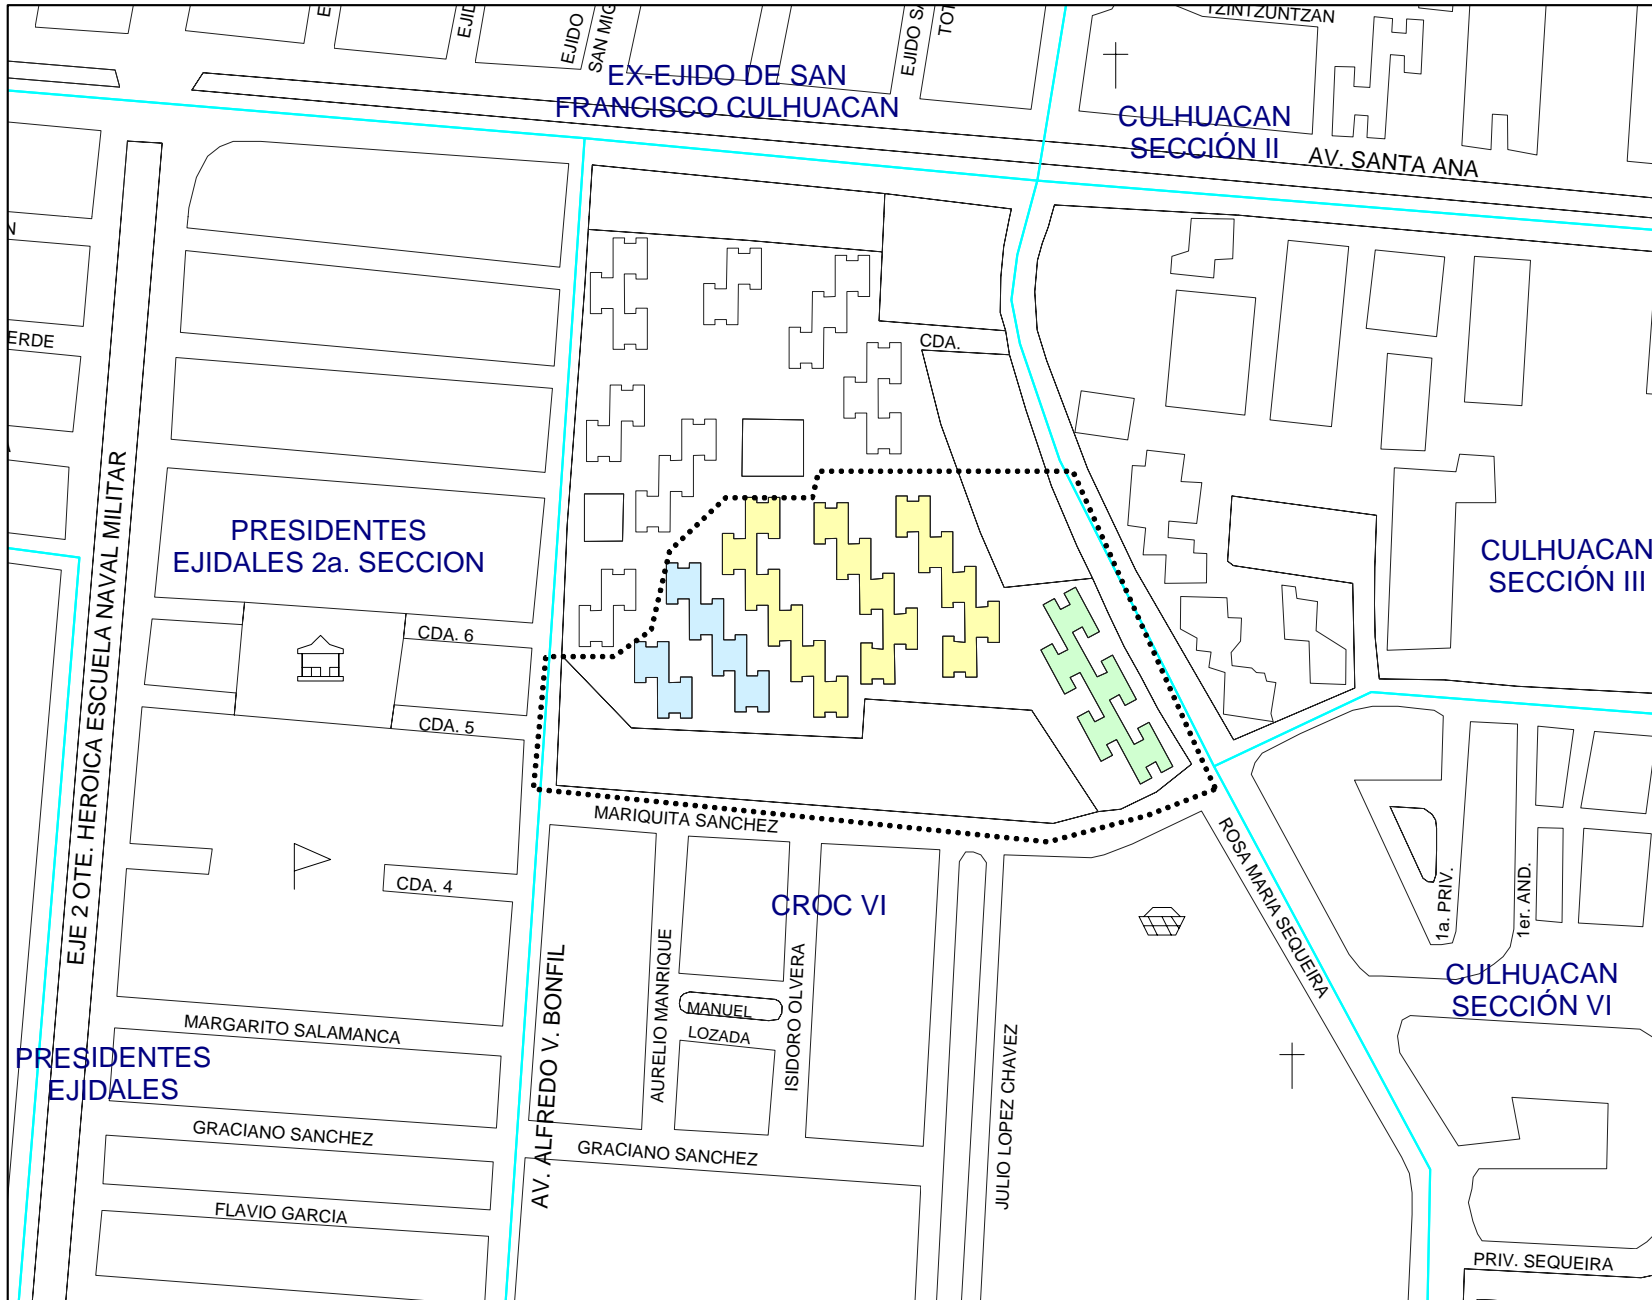 TZINTZUNTZAN
EJIDO
SAN MIG
EJIDO SA
TOT
EX-EJIDO DE SAN
FRANCISCO CULHUACAN
CULHUACAN
SECCIÓN II
AV. SANTA ANA
ERDE
CDA.
PRESIDENTES
EJIDALES 2a. SECCION
CULHUACAN
SECCIÓN III
EJE 2 OTE. HEROICA ESCUELA NAVAL MILITAR
CDA. 6
CDA. 5
MARIQUITA SANCHEZ
CDA. 4
CROC VI
ROSA MARIA SEQUEIRA
1a. PRIV.
1er. AND.
AV. ALFREDO V. BONFIL
AURELIO MANRIQUE
ISIDORO OLVERA
MANUEL
LOZADA
JULIO LOPEZ CHAVEZ
CULHUACAN
SECCIÓN VI
MARGARITO SALAMANCA
PRESIDENTES
EJIDALES
GRACIANO SANCHEZ
GRACIANO SANCHEZ
FLAVIO GARCIA
PRIV. SEQUEIRA